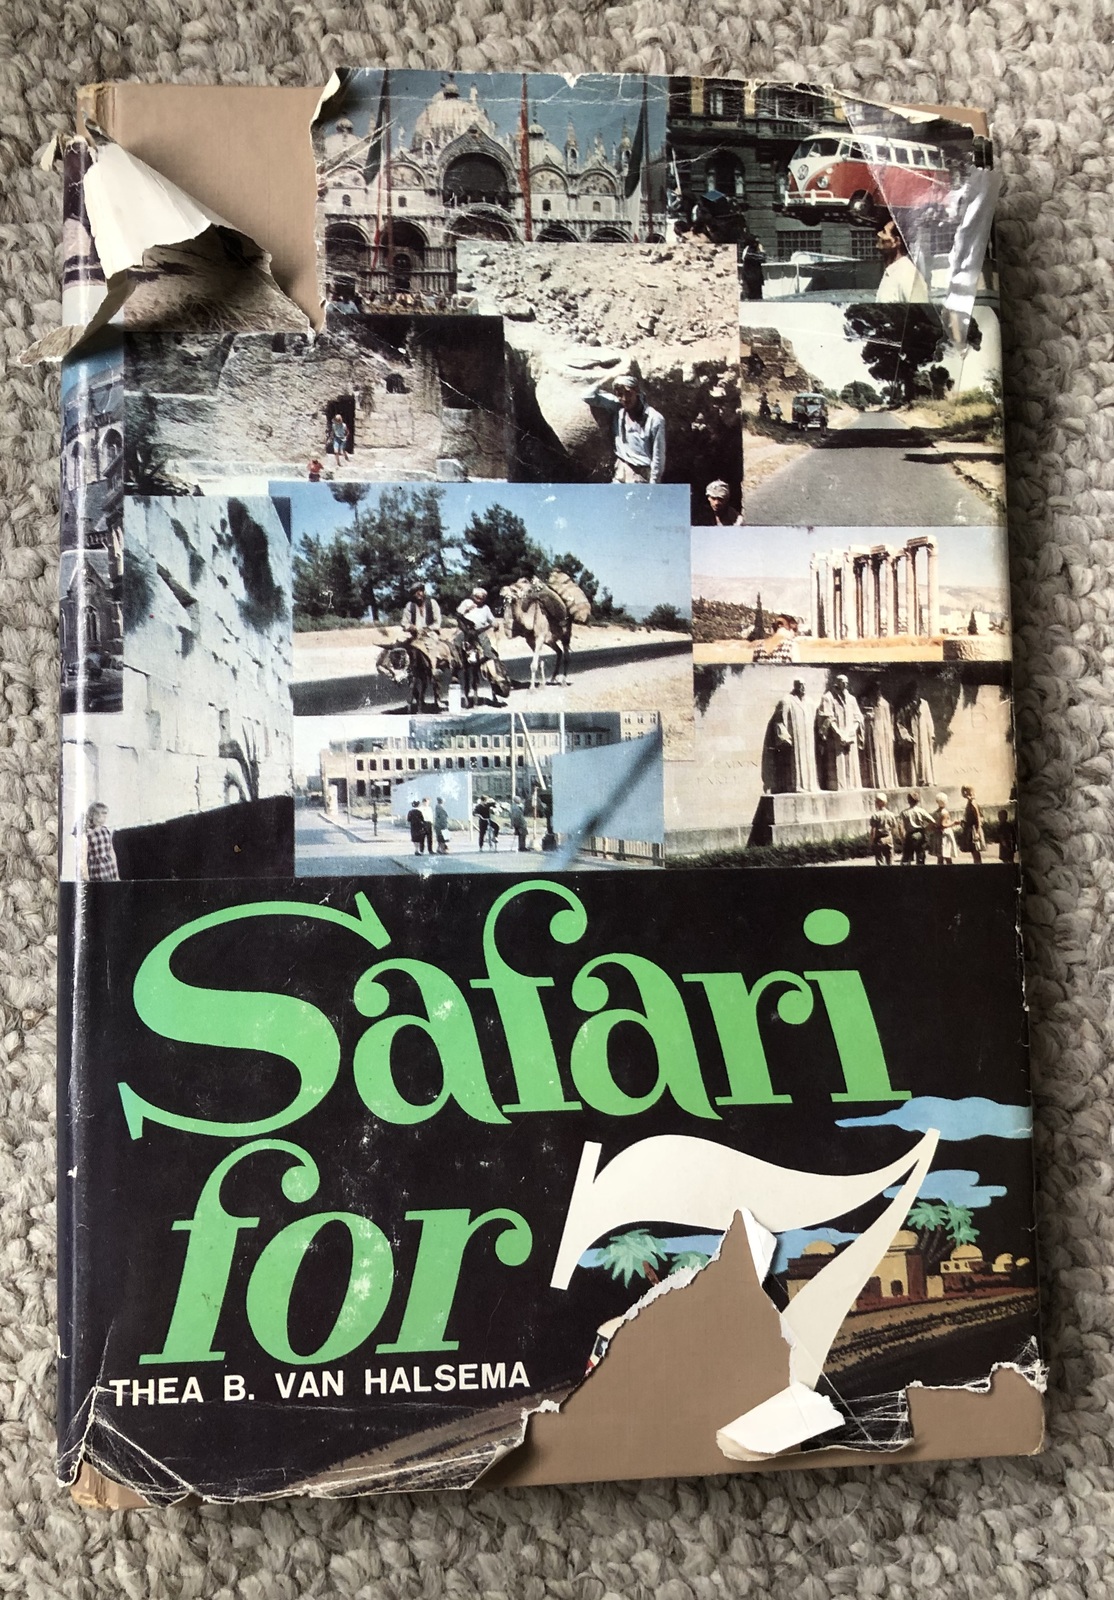 Safari
for 7
THEA B. VAN HALSEMA